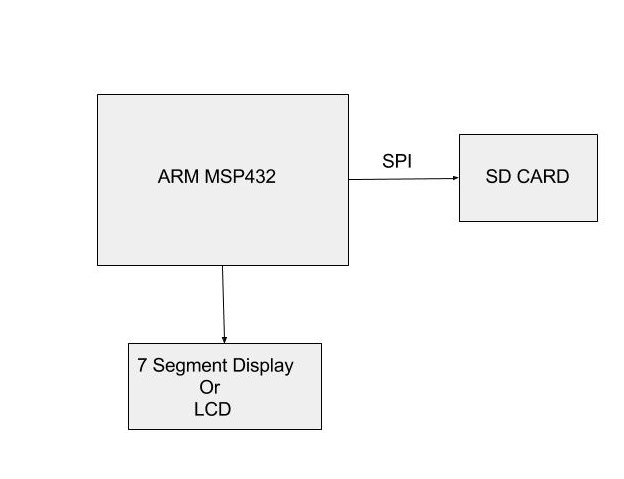 ARM MSP432
SPI
SD CARD
7 Segment Display
Or
LCD